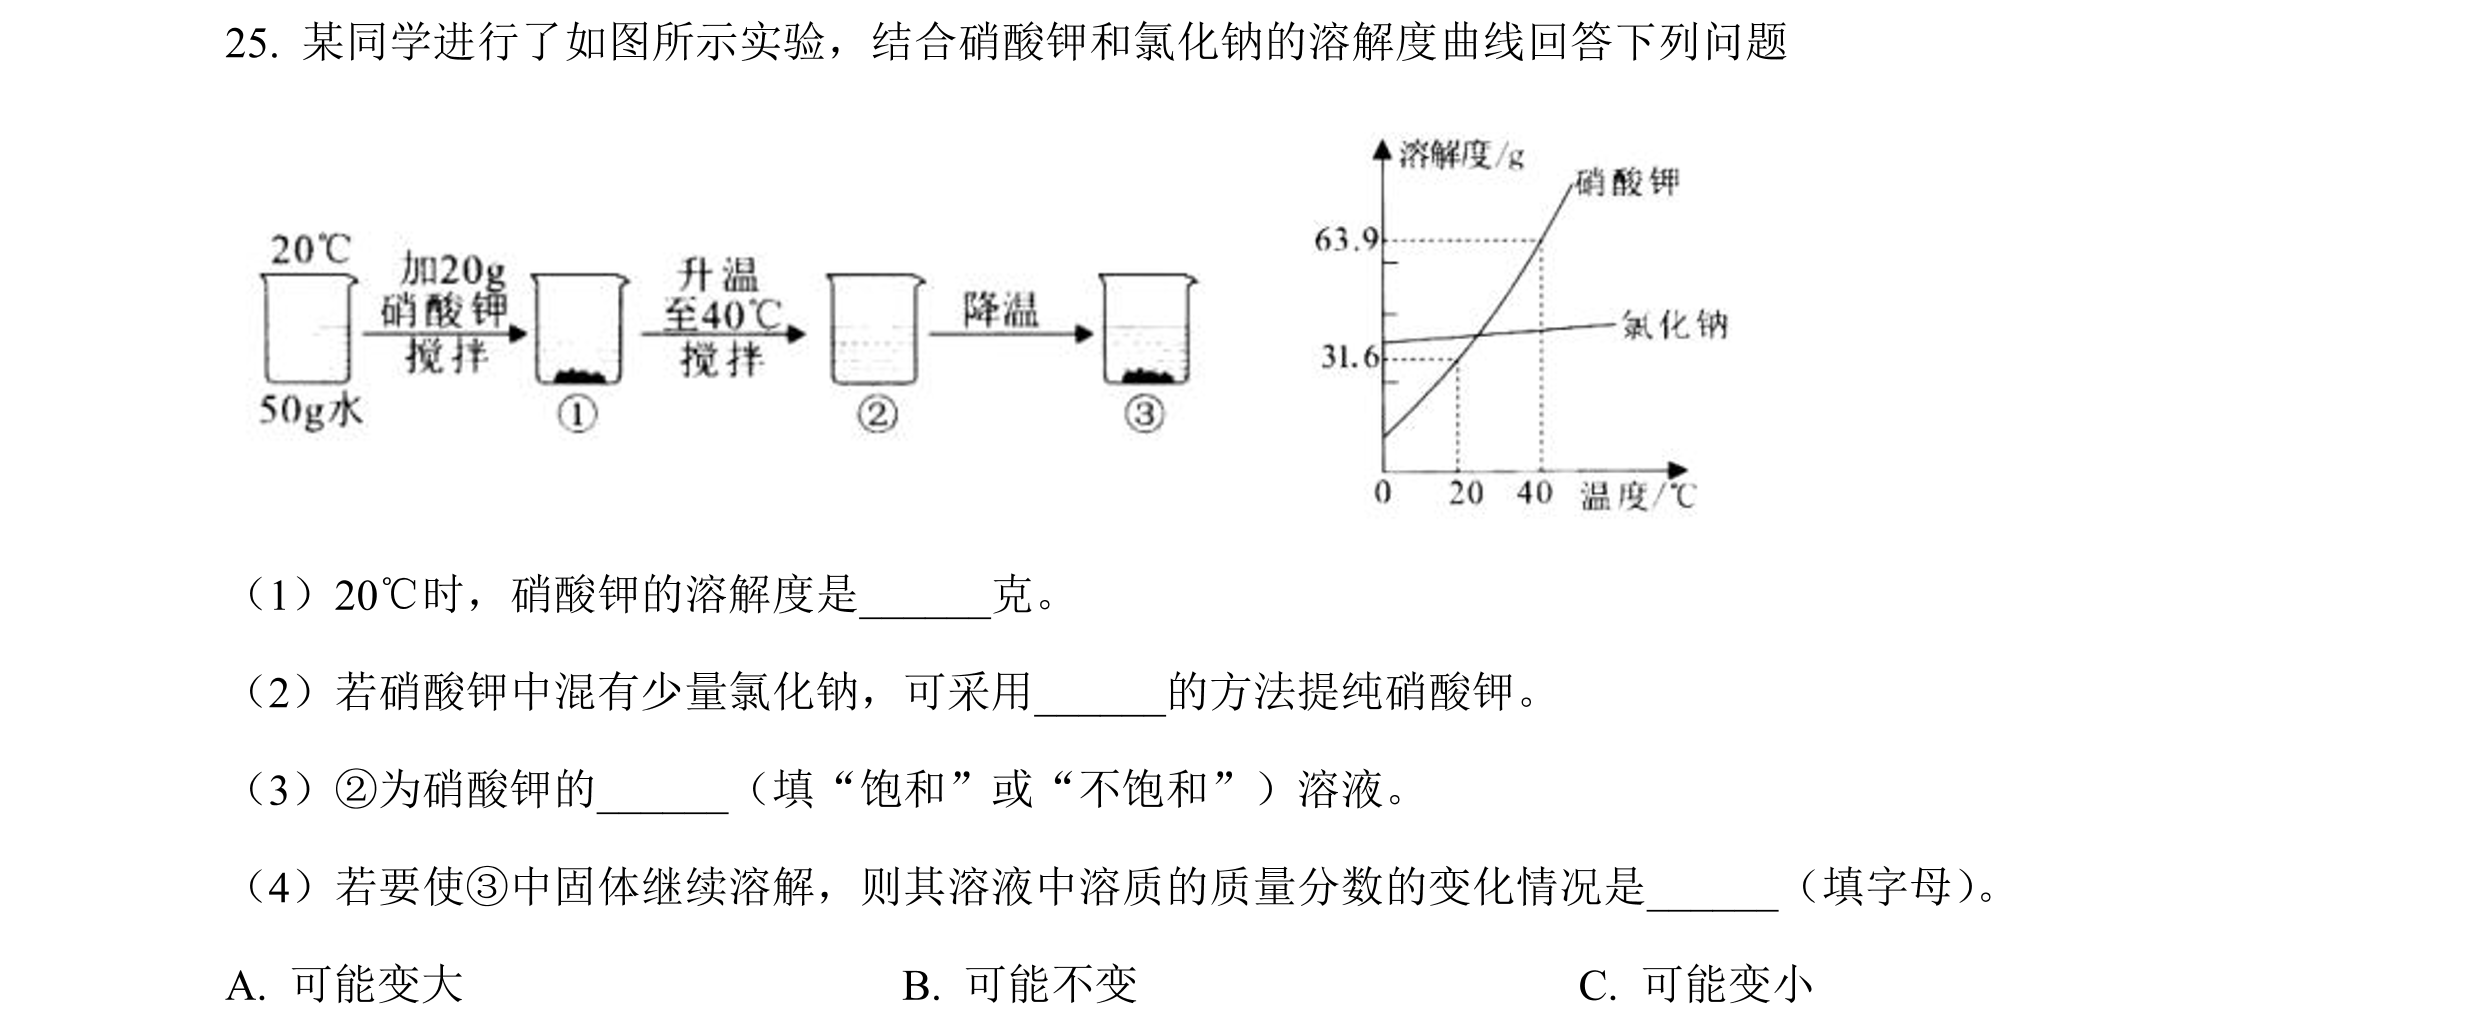 25. 某同学进行了如图所示实验，结合硝酸钾和氯化钠的溶解度曲线回答下列问题
20℃
50g水
加20g
硝酸钾
搅拌
①
升温
至40℃
搅拌
②
降温
③
溶解度/g
硝酸钾
63.9
氯化钠
31.6
0 20 40 温度/℃
（1）20℃时，硝酸钾的溶解度是______克。
（2）若硝酸钾中混有少量氯化钠，可采用______的方法提纯硝酸钾。
（3）②为硝酸钾的______（填“饱和”或“不饱和”）溶液。
（4）若要使③中固体继续溶解，则其溶液中溶质的质量分数的变化情况是______（填字母）。
A. 可能变大 B. 可能不变 C. 可能变小